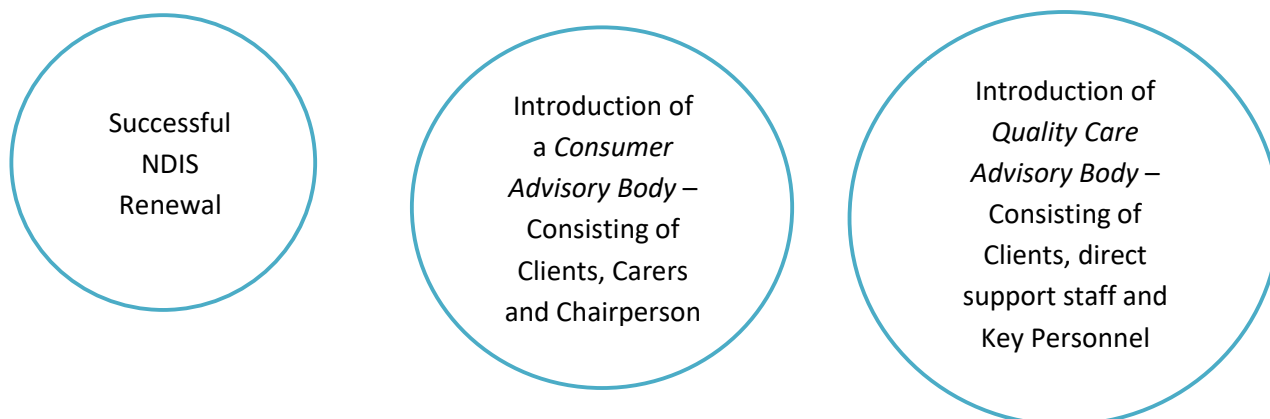 Successful
NDIS
Renewal
Introduction of
a Consumer
Advisory Body –
Consisting of
Clients, Carers
and Chairperson
Introduction of
Quality Care
Advisory Body –
Consisting of
Clients, direct
support staff and
Key Personnel